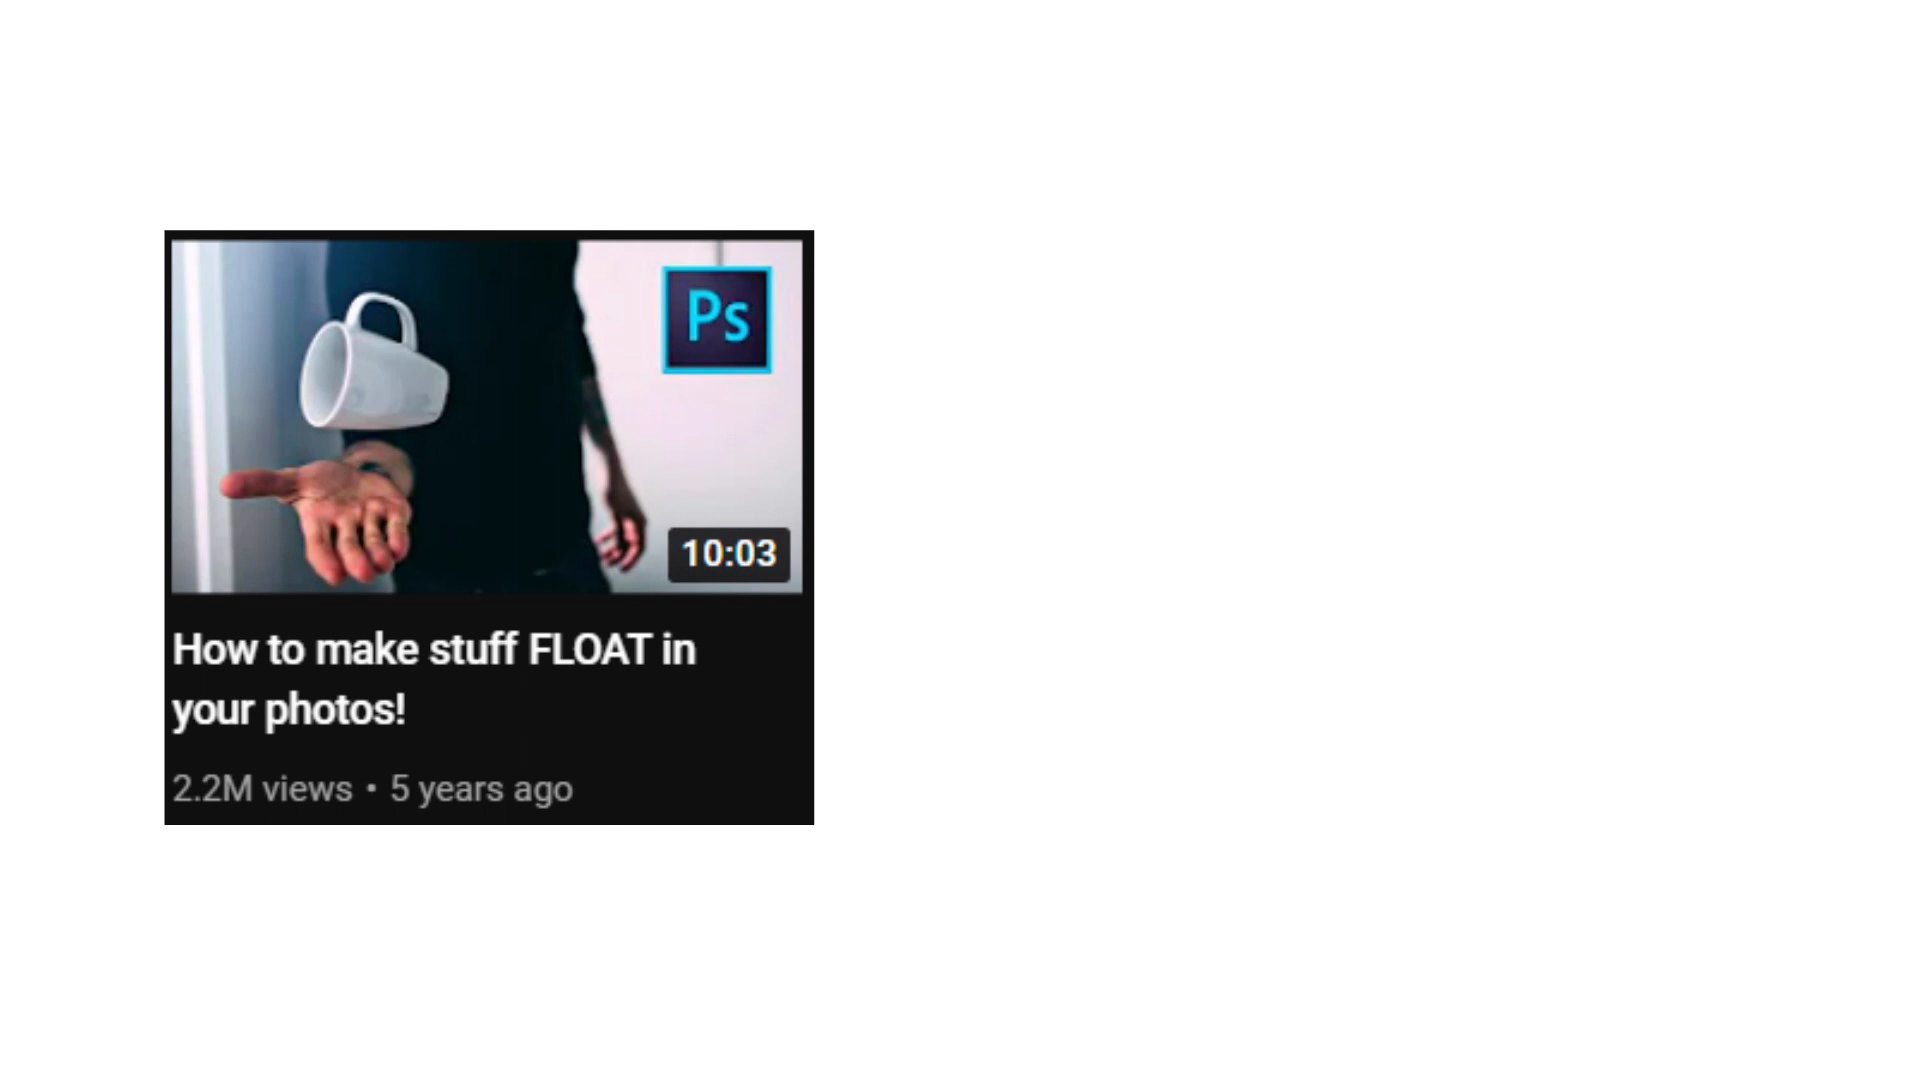 Ps
10:03
How to make stuff FLOAT in
your photos!
2.2M views • 5 years ago